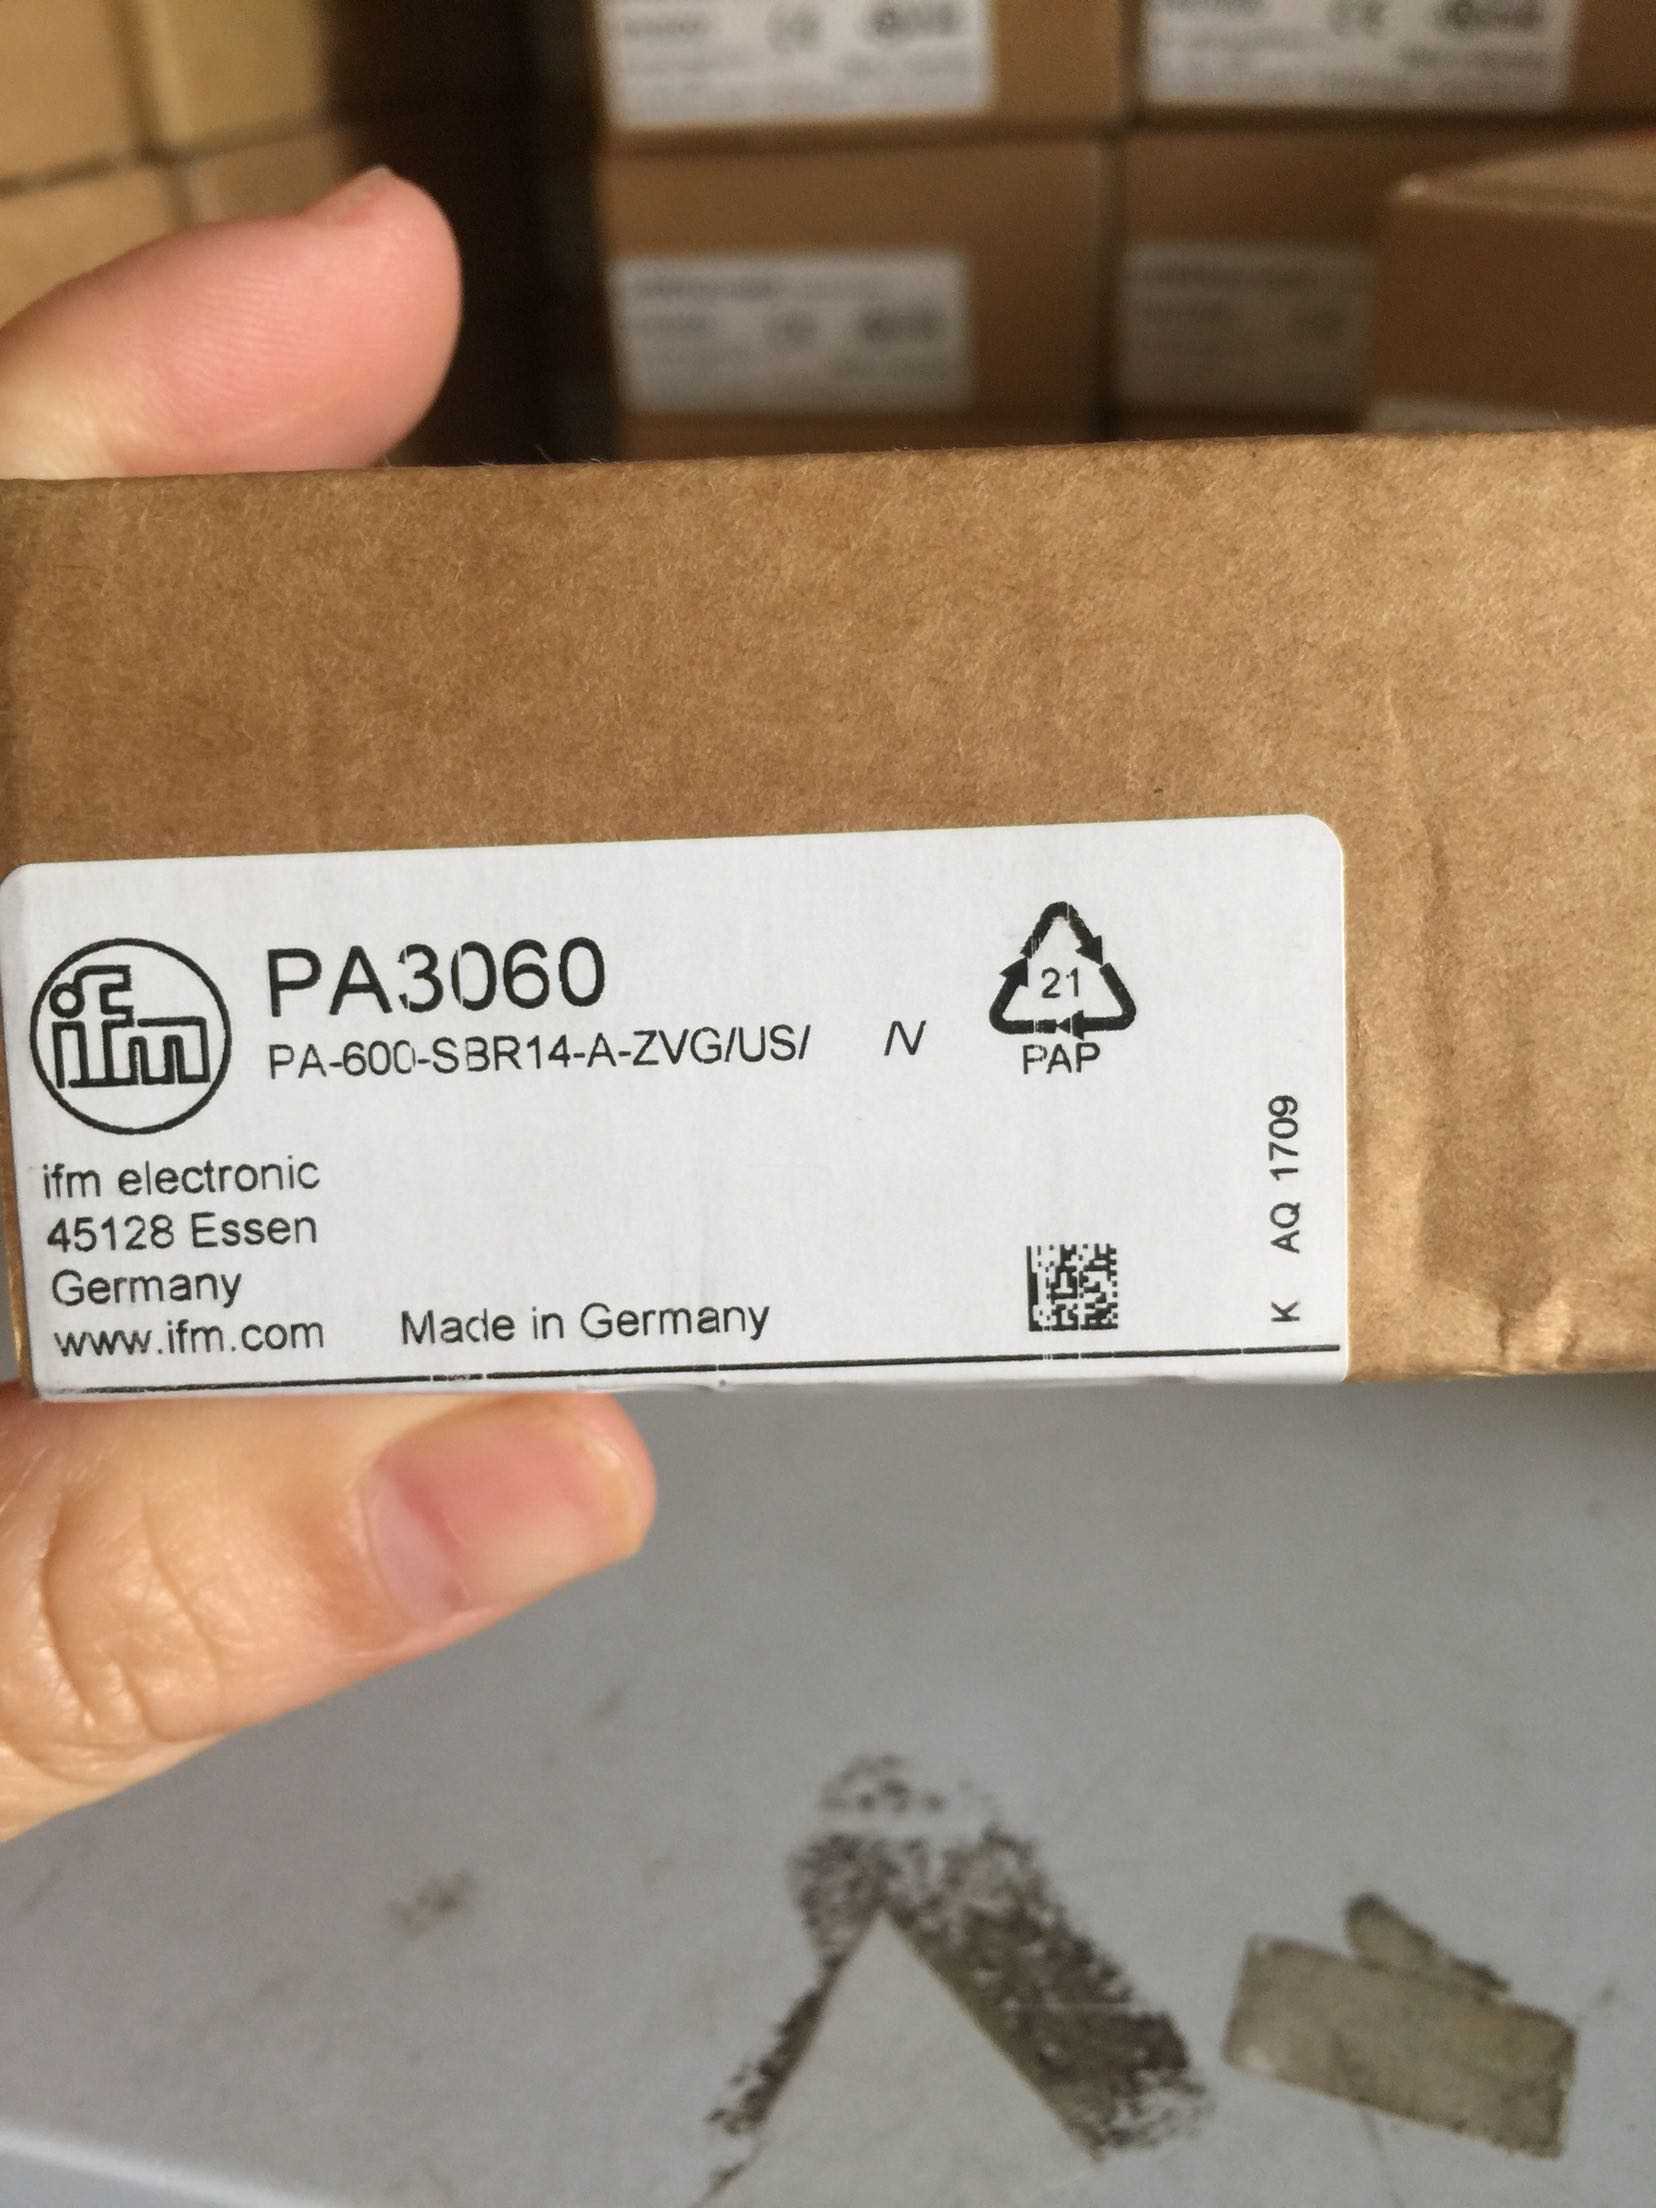 ifm
PA3060
PA-600-SBR14-A-ZVG/US/ /V
21
PAP
ifm electronic
45128 Essen
Germany
www.ifm.com
Made in Germany
K AQ 1709